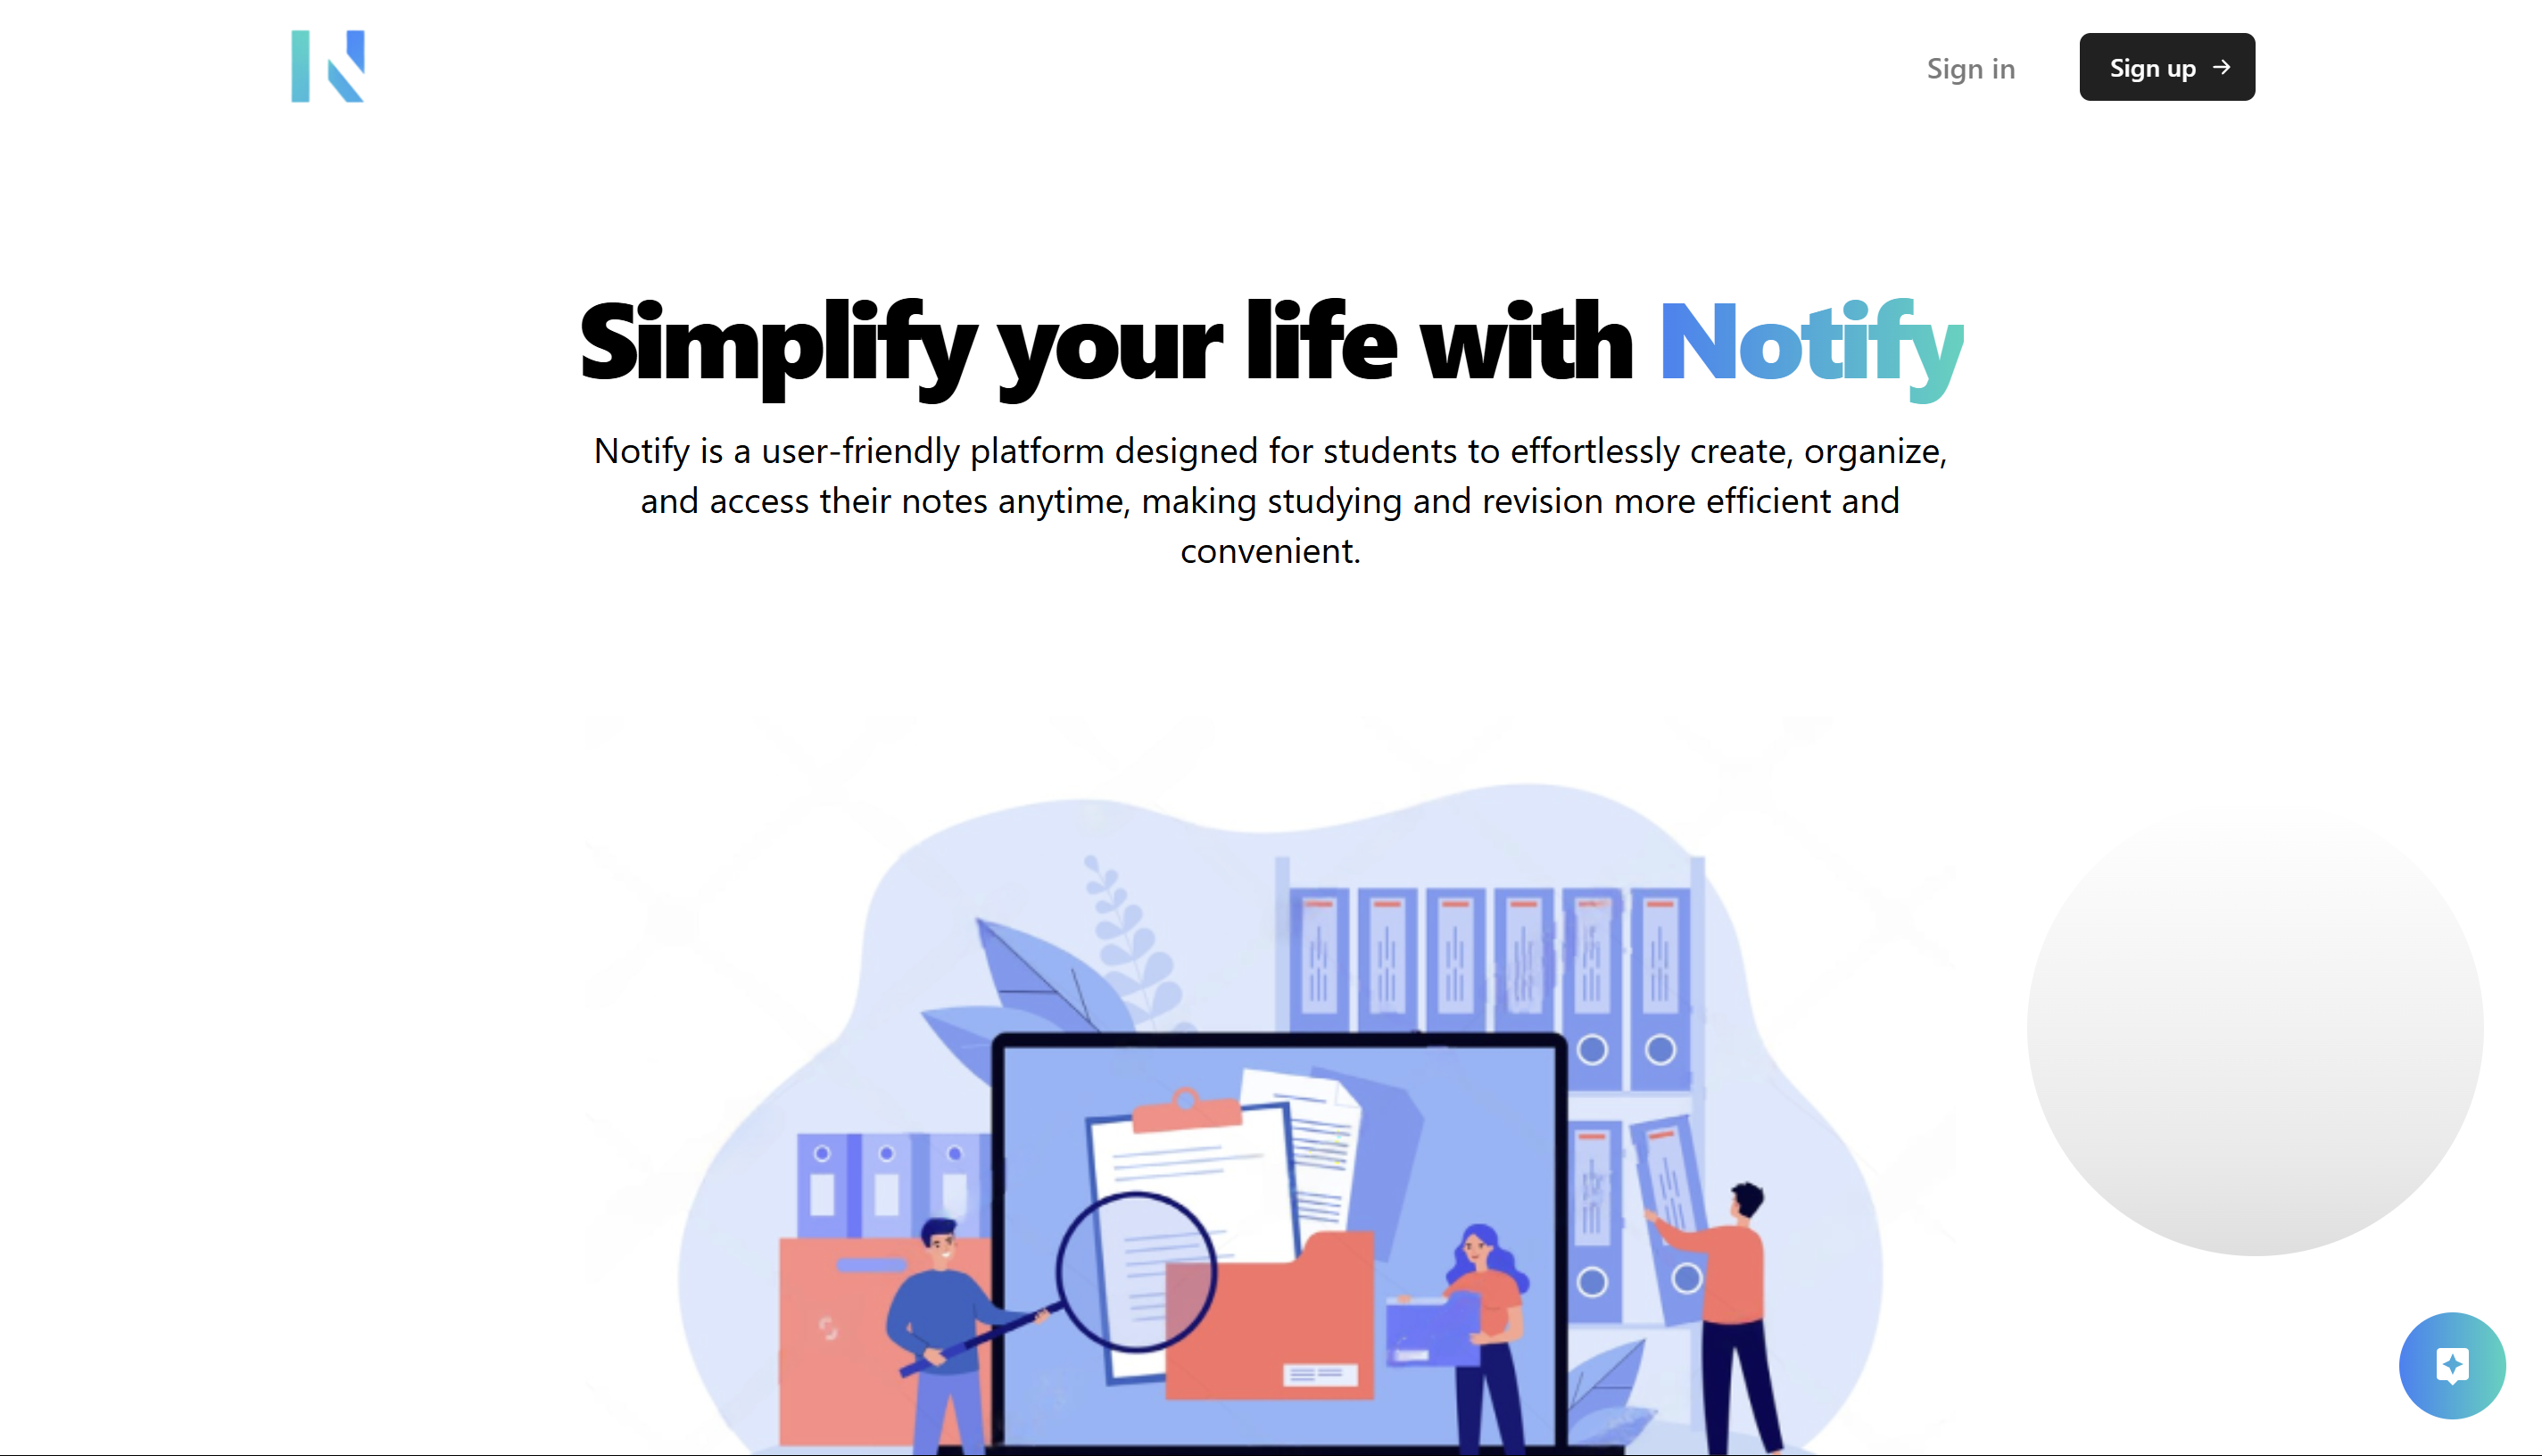 Sign in
Sign up
Simplify your life with Notify
Notify is a user-friendly platform designed for students to effortlessly create, organize,
and access their notes anytime, making studying and revision more efficient and
convenient.